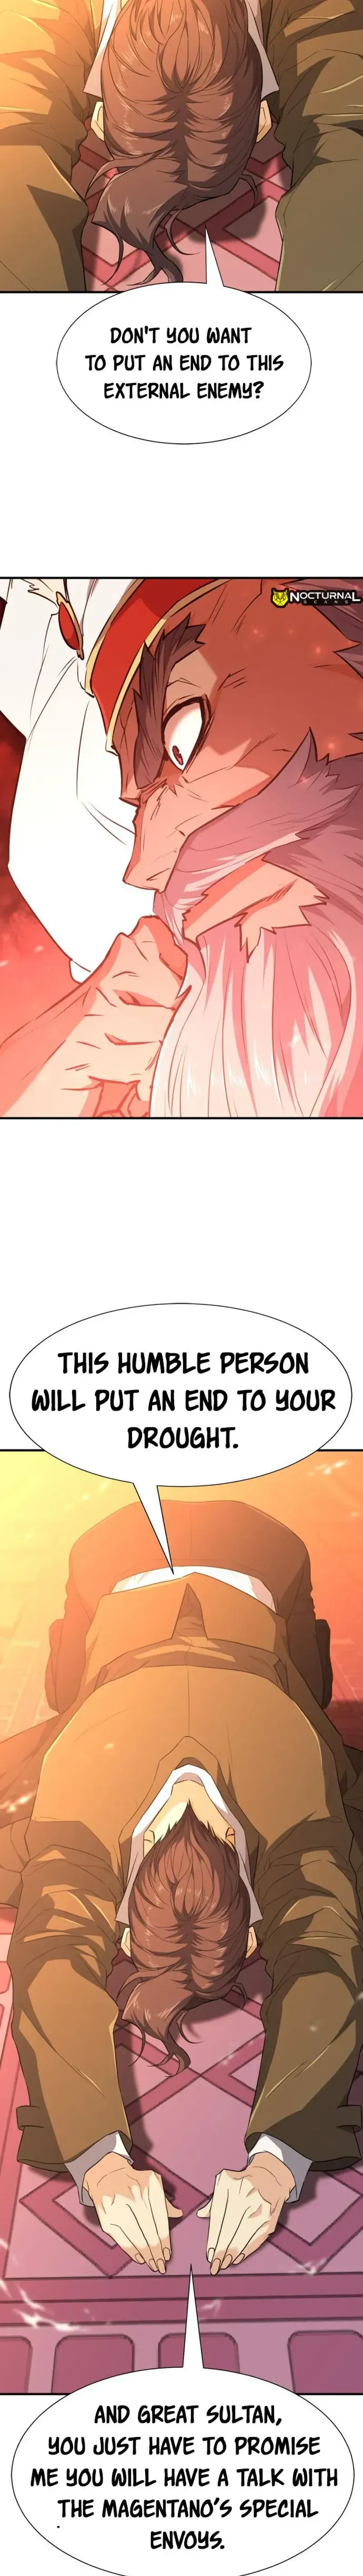 DON'T YOU WANT
TO PUT AN END TO THIS
EXTERNAL ENEMY?
NOCTURNAL
SCANS
THIS HUMBLE PERSON
WILL PUT AN END TO YOUR
DROUGHT.
AND GREAT SULTAN,
YOU JUST HAVE TO PROMISE
ME YOU WILL HAVE A TALK WITH
THE MAGENTANO'S SPECIAL
ENVOYS.